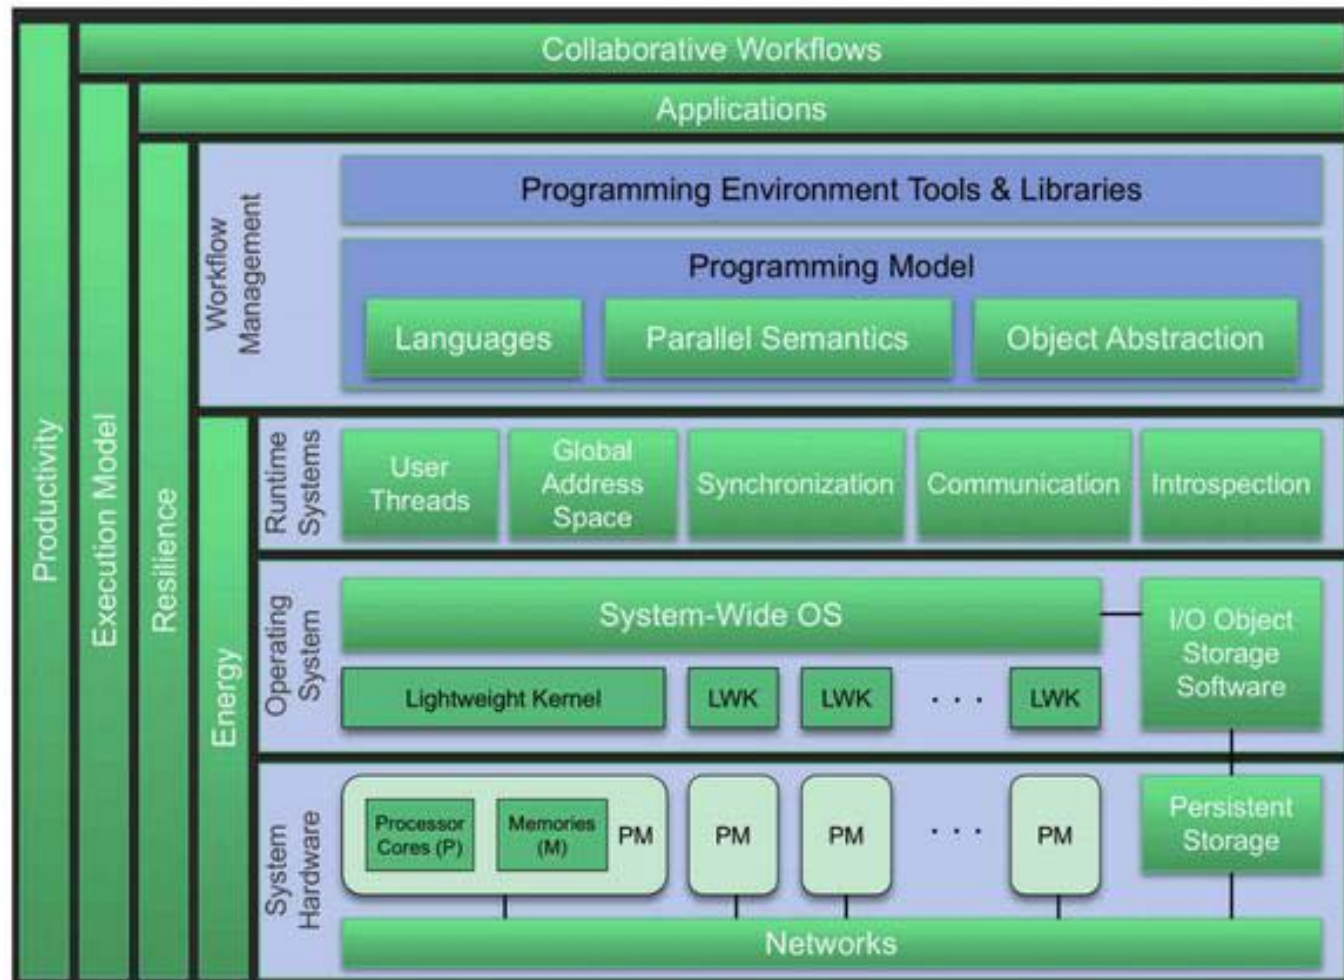 Collaborative Workflows
Applications
Productivity
Execution Model
Resilience
Energy
Workflow
Management
Programming Environment Tools & Libraries
Programming Model
Languages
Parallel Semantics
Object Abstraction
Runtime
Systems
User
Threads
Global
Address
Space
Synchronization
Communication
Introspection
Operating
System
System-Wide OS
I/O Object
Storage
Software
Lightweight Kernel
LWK
LWK
. . .
LWK
System
Hardware
Processor
Cores (P)
Memories
(M)
PM
PM
PM
. . .
PM
Persistent
Storage
Networks